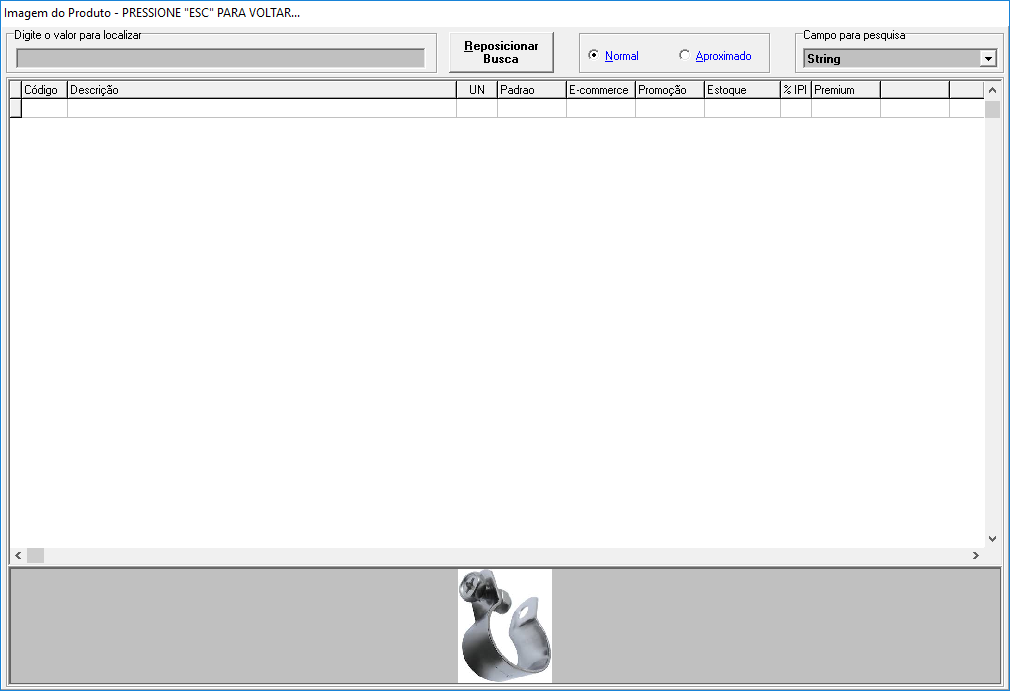 Imagem do Produto - PRESSIONE "ESC" PARA VOLTAR...
Digite o valor para localizar
Reposicionar
Busca
Normal
Aproximado
Campo para pesquisa
String
Código Descrição UN Padrao E-commerce Promoção Estoque % IPI Premium